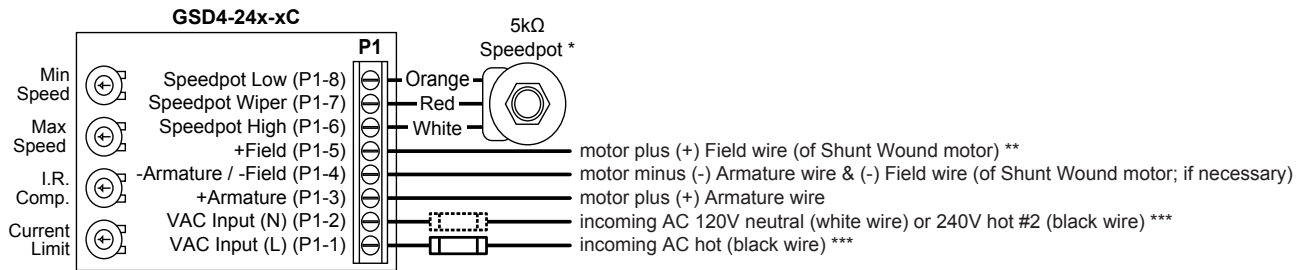 GSD4-24x-xC
P1
5kΩ
Speedpot *
Min
Speed
Max
Speed
I.R.
Comp.
Current
Limit
Speedpot Low (P1-8)
Orange
Speedpot Wiper (P1-7)
Red
Speedpot High (P1-6)
White
+Field (P1-5)
motor plus (+) Field wire (of Shunt Wound motor) **
-Armature / -Field (P1-4)
motor minus (-) Armature wire & (-) Field wire (of Shunt Wound motor; if necessary)
+Armature (P1-3)
motor plus (+) Armature wire
VAC Input (N) (P1-2)
incoming AC 120V neutral (white wire) or 240V hot #2 (black wire) ***
VAC Input (L) (P1-1)
incoming AC hot (black wire) ***